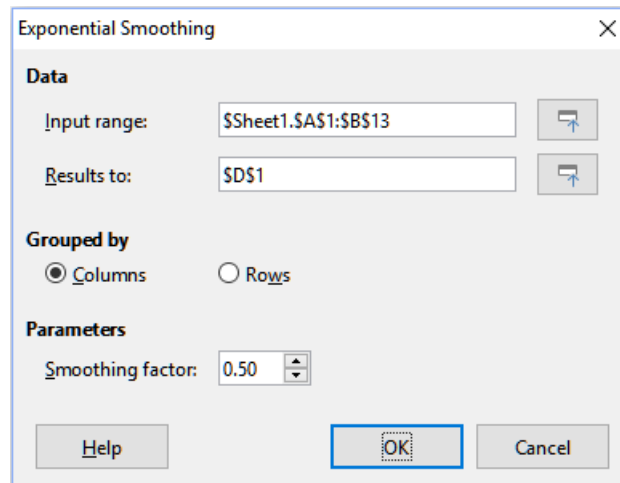 Exponential Smoothing
Data
Input range: $Sheet1.$A$1:$B$13
Results to: $D$1
Grouped by
Columns Rows
Parameters
Smoothing factor: 0.50
Help OK Cancel